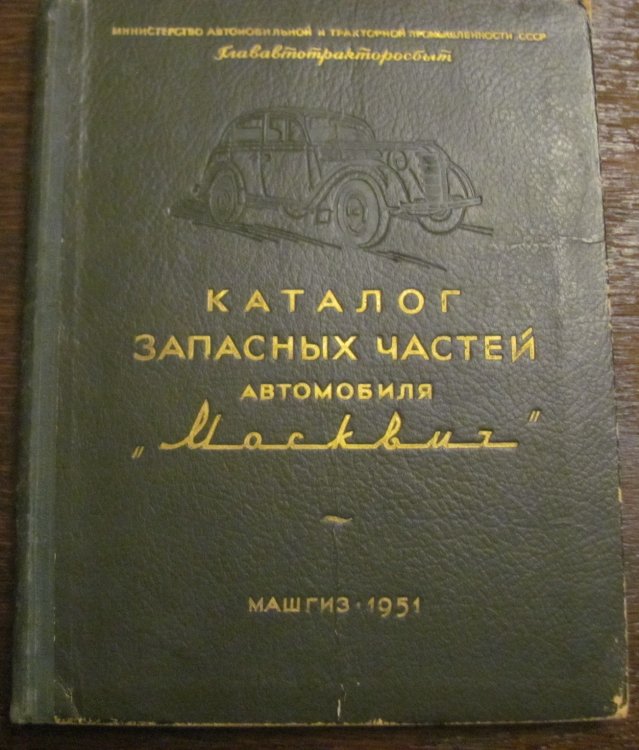 МИНИСТЕРСТВО АВТОМОБИЛЬНОЙ И ТРАКТОРНОЙ ПРОМЫШЛЕННОСТИ СССР
Глававтотракторосбыт
КАТАЛОГ
ЗАПАСНЫХ ЧАСТЕЙ
АВТОМОБИЛЯ
„Москвич"
МАШГИЗ · 1951